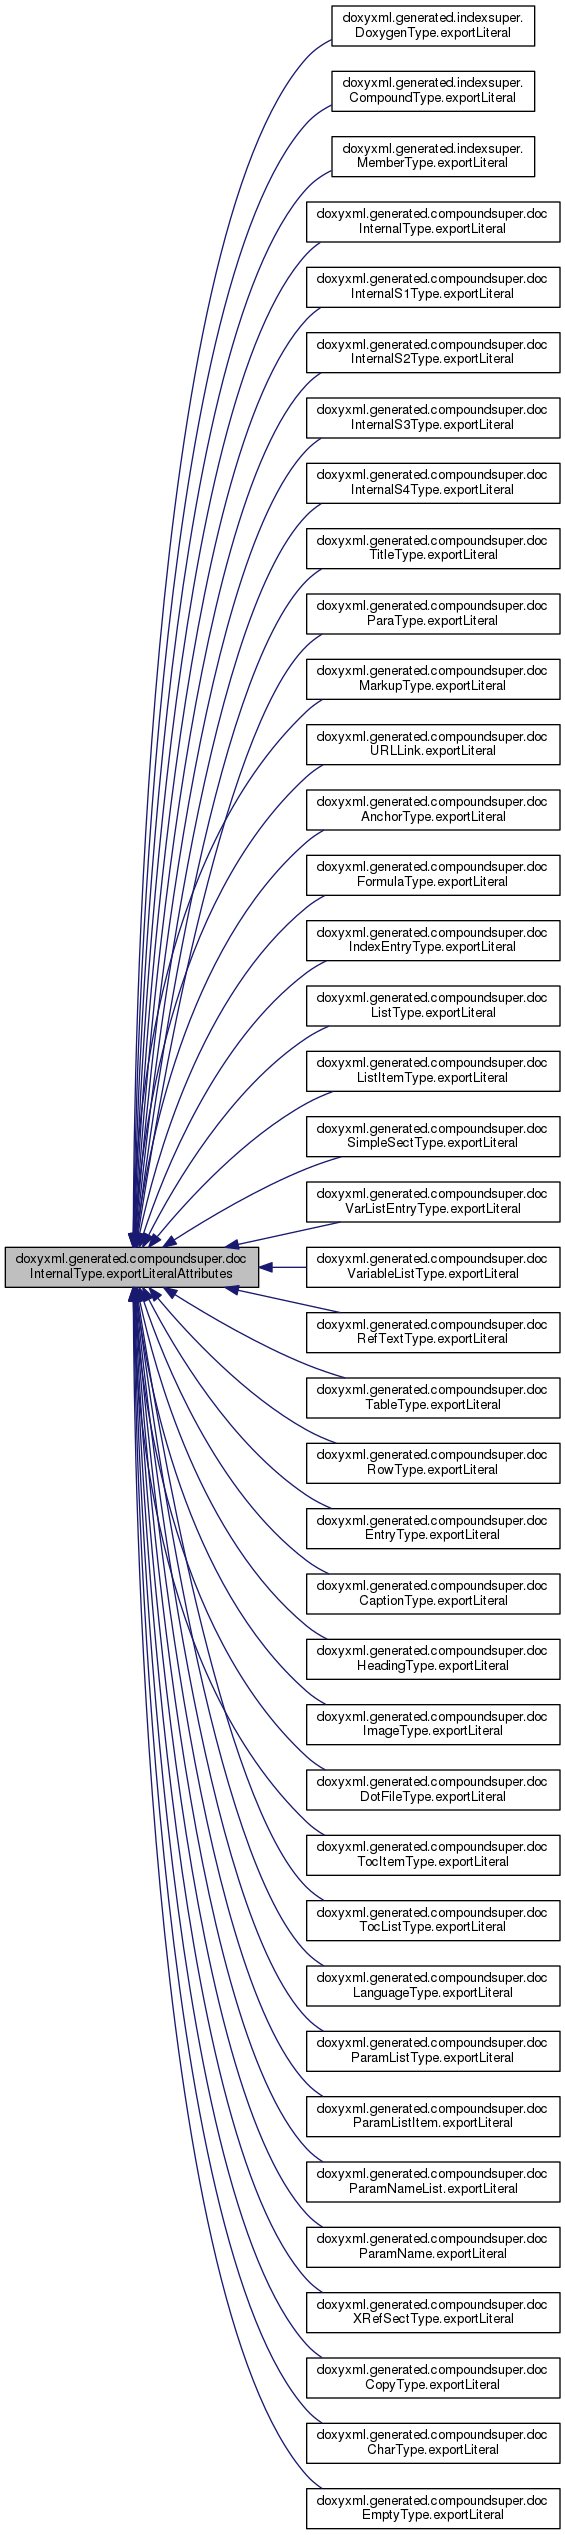 doxyxml.generated.indexsuper.
DoxygenType.exportLiteral
doxyxml.generated.indexsuper.
CompoundType.exportLiteral
doxyxml.generated.indexsuper.
MemberType.exportLiteral
doxyxml.generated.compoundsuper.doc
InternalType.exportLiteral
doxyxml.generated.compoundsuper.doc
InternalS1Type.exportLiteral
doxyxml.generated.compoundsuper.doc
InternalS2Type.exportLiteral
doxyxml.generated.compoundsuper.doc
InternalS3Type.exportLiteral
doxyxml.generated.compoundsuper.doc
InternalS4Type.exportLiteral
doxyxml.generated.compoundsuper.doc
TitleType.exportLiteral
doxyxml.generated.compoundsuper.doc
ParaType.exportLiteral
doxyxml.generated.compoundsuper.doc
MarkupType.exportLiteral
doxyxml.generated.compoundsuper.doc
URLLink.exportLiteral
doxyxml.generated.compoundsuper.doc
AnchorType.exportLiteral
doxyxml.generated.compoundsuper.doc
FormulaType.exportLiteral
doxyxml.generated.compoundsuper.doc
IndexEntryType.exportLiteral
doxyxml.generated.compoundsuper.doc
ListType.exportLiteral
doxyxml.generated.compoundsuper.doc
ListItemType.exportLiteral
doxyxml.generated.compoundsuper.doc
SimpleSectType.exportLiteral
doxyxml.generated.compoundsuper.doc
VarListEntryType.exportLiteral
doxyxml.generated.compoundsuper.doc
InternalType.exportLiteralAttributes
doxyxml.generated.compoundsuper.doc
VariableListType.exportLiteral
doxyxml.generated.compoundsuper.doc
RefTextType.exportLiteral
doxyxml.generated.compoundsuper.doc
TableType.exportLiteral
doxyxml.generated.compoundsuper.doc
RowType.exportLiteral
doxyxml.generated.compoundsuper.doc
EntryType.exportLiteral
doxyxml.generated.compoundsuper.doc
CaptionType.exportLiteral
doxyxml.generated.compoundsuper.doc
HeadingType.exportLiteral
doxyxml.generated.compoundsuper.doc
ImageType.exportLiteral
doxyxml.generated.compoundsuper.doc
DotFileType.exportLiteral
doxyxml.generated.compoundsuper.doc
TocItemType.exportLiteral
doxyxml.generated.compoundsuper.doc
TocListType.exportLiteral
doxyxml.generated.compoundsuper.doc
LanguageType.exportLiteral
doxyxml.generated.compoundsuper.doc
ParamListType.exportLiteral
doxyxml.generated.compoundsuper.doc
ParamListItem.exportLiteral
doxyxml.generated.compoundsuper.doc
ParamNameList.exportLiteral
doxyxml.generated.compoundsuper.doc
ParamName.exportLiteral
doxyxml.generated.compoundsuper.doc
XRefSectType.exportLiteral
doxyxml.generated.compoundsuper.doc
CopyType.exportLiteral
doxyxml.generated.compoundsuper.doc
CharType.exportLiteral
doxyxml.generated.compoundsuper.doc
EmptyType.exportLiteral